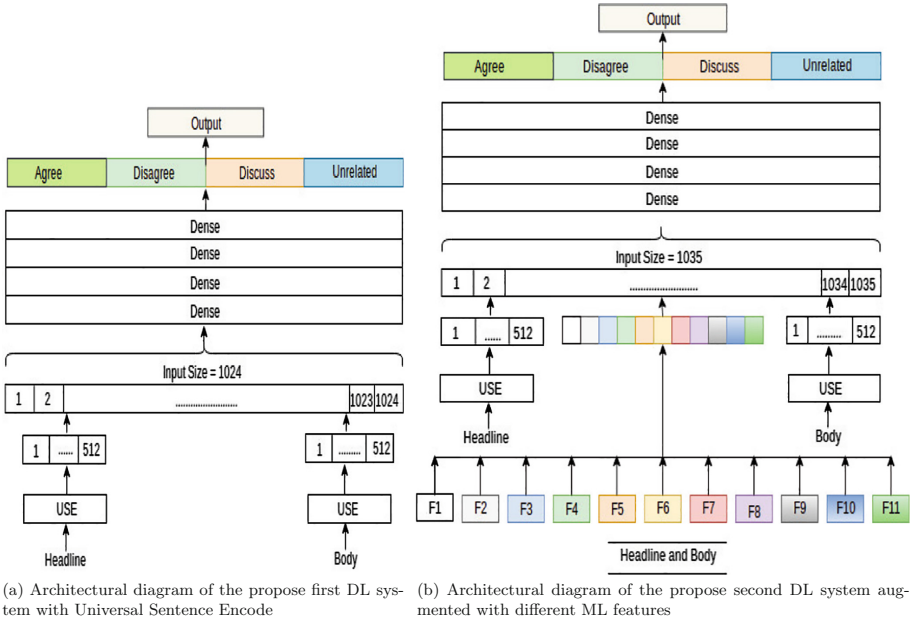 Output
Agree Disagree Discuss Unrelated
Dense
Dense
Dense
Dense
Input Size = 1024
1 2 ........................... 1023 1024
1 ...... 512 1 ......... 512
USE USE
Headline Body
(a) Architectural diagram of the propose first DL sys-
tem with Universal Sentence Encode
Output
Agree Disagree Discuss Unrelated
Dense
Dense
Dense
Dense
Input Size = 1035
1 2 ........................... 1034 1035
1 ...... 512 1 ......... 512
USE USE
Headline Body
F1 F2 F3 F4 F5 F6 F7 F8 F9 F10 F11
Headline and Body
(b) Architectural diagram of the propose second DL system aug-
mented with different ML features